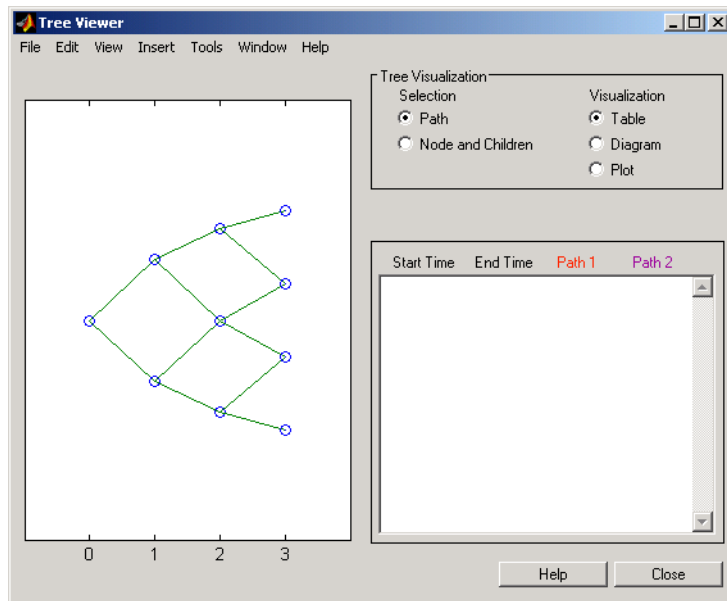 Tree Viewer
File Edit View Insert Tools Window Help
Tree Visualization
Selection Visualization
Path Table
Node and Children Diagram
Plot
Start Time End Time Path 1 Path 2
0 1 2 3
Help Close